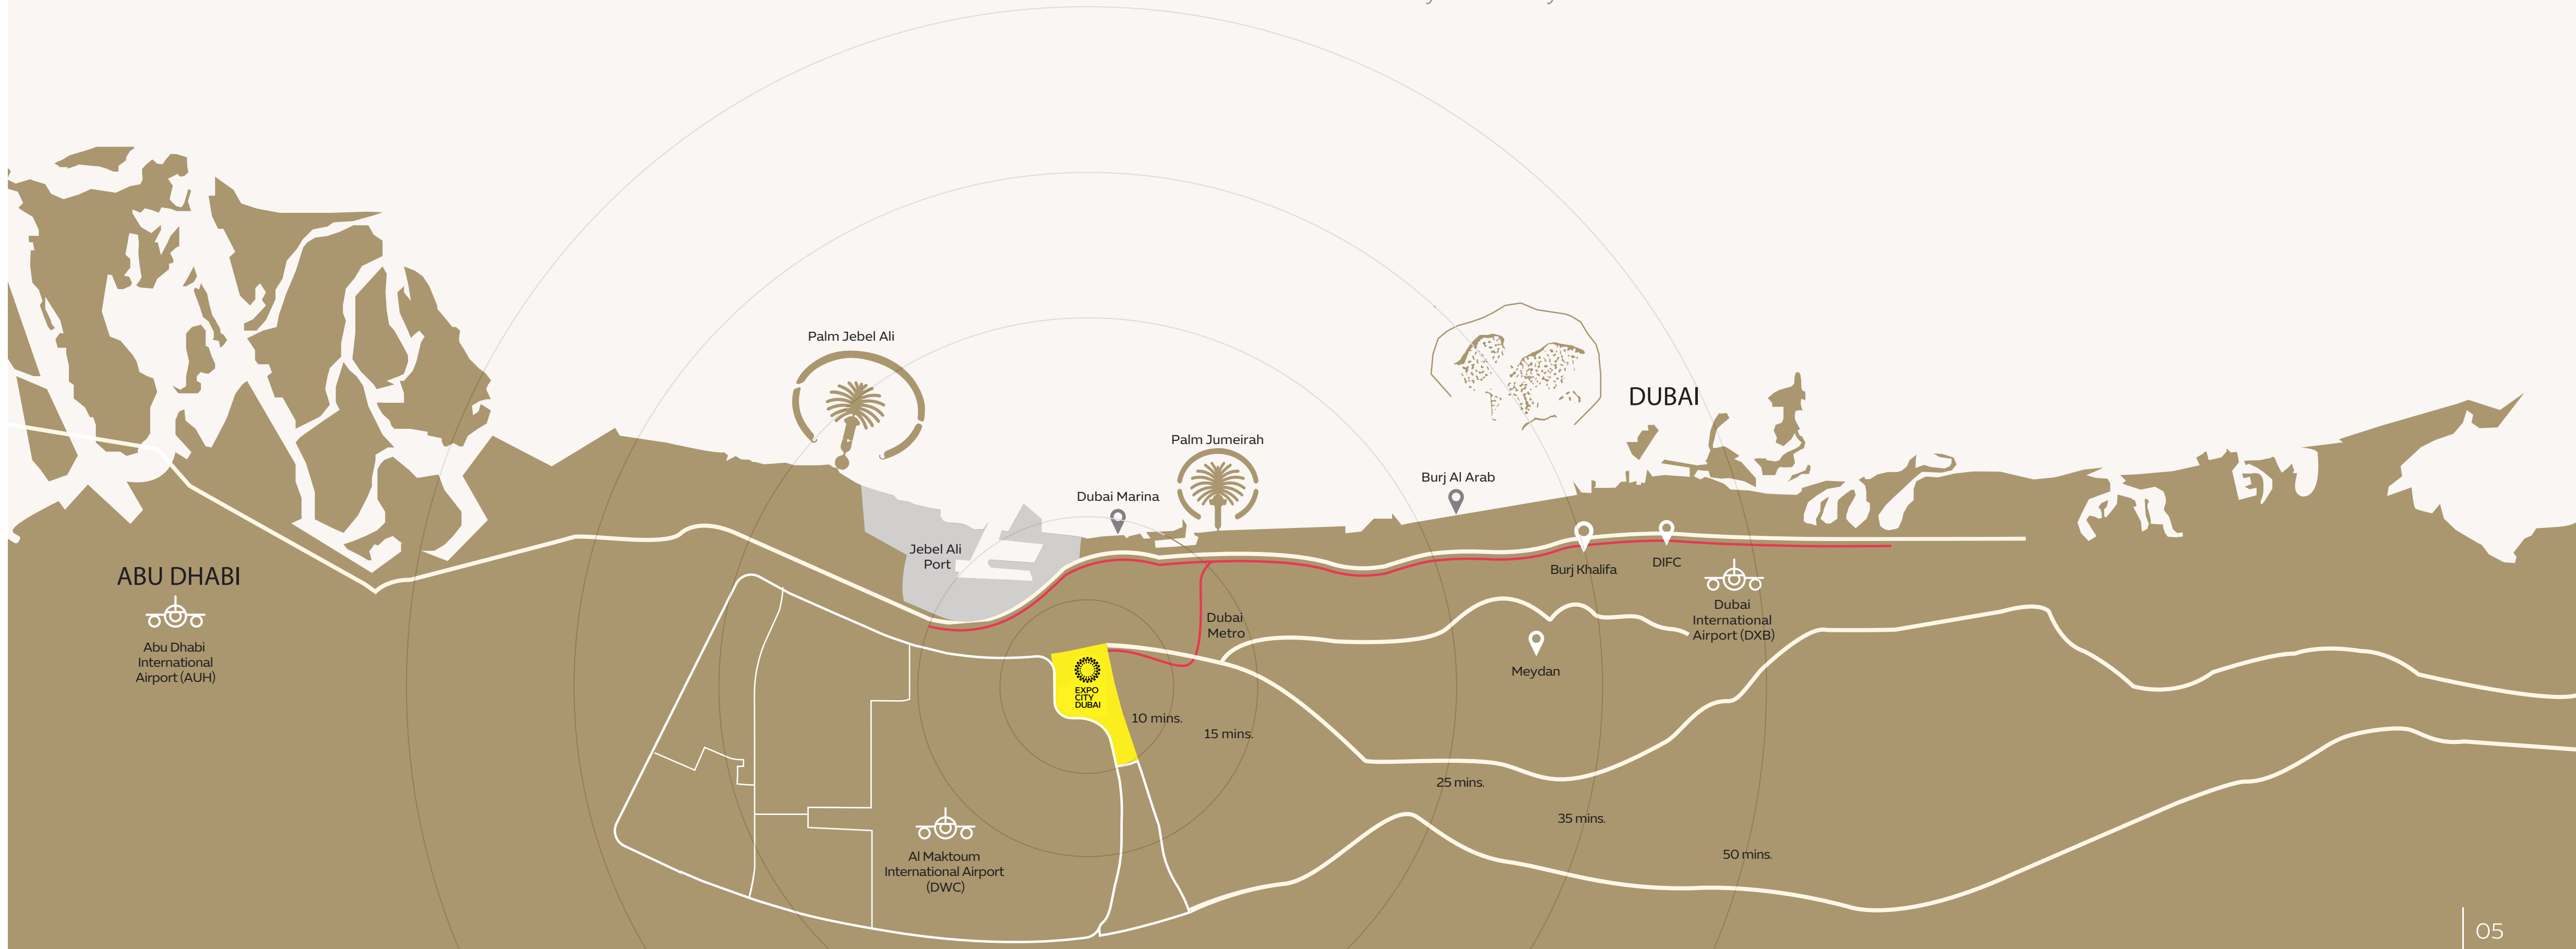 Palm Jebel Ali
DUBAI
Palm Jumeirah
Burj Al Arab
Dubai Marina
Jebel Ali
Port
Burj Khalifa
DIFC
ABU DHABI
Dubai
International
Airport (DXB)
Dubai
Metro
Abu Dhabi
International
Airport (AUH)
Meydan
EXPO
CITY
DUBAI
10 mins.
15 mins.
25 mins.
35 mins.
50 mins.
Al Maktoum
International Airport
(DWC)
05